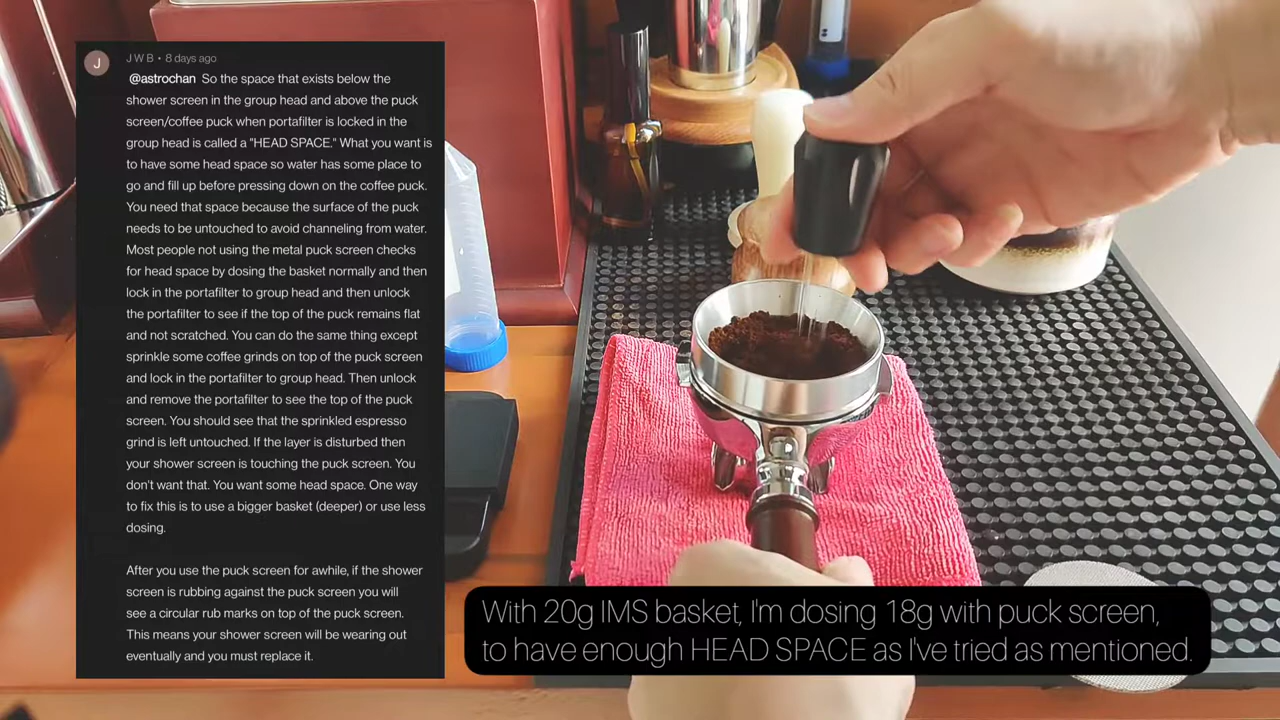 J
J W B • 8 days ago
@astrochan So the space that exists below the
shower screen in the group head and above the puck
screen/coffee puck when portafilter is locked in the
group head is called a "HEAD SPACE." What you want is
to have some head space so water has some place to
go and fill up before pressing down on the coffee puck.
You need that space because the surface of the puck
needs to be untouched to avoid channeling from water.
Most people not using the metal puck screen checks
for head space by dosing the basket normally and then
lock in the portafilter to group head and then unlock
the portafilter to see if the top of the puck remains flat
and not scratched. You can do the same thing except
sprinkle some coffee grinds on top of the puck screen
and lock in the portafilter to group head. Then unlock
and remove the portafilter to see the top of the puck
screen. You should see that the sprinkled espresso
grind is left untouched. If the layer is disturbed then
your shower screen is touching the puck screen. You
don't want that. You want some head space. One way
to fix this is to use a bigger basket (deeper) or use less
dosing.
After you use the puck screen for awhile, if the shower
screen is rubbing against the puck screen you will
see a circular rub marks on top of the puck screen.
This means your shower screen will be wearing out
eventually and you must replace it.
With 20g IMS basket, I'm dosing 18g with puck screen,
to have enough HEAD SPACE as I've tried as mentioned.